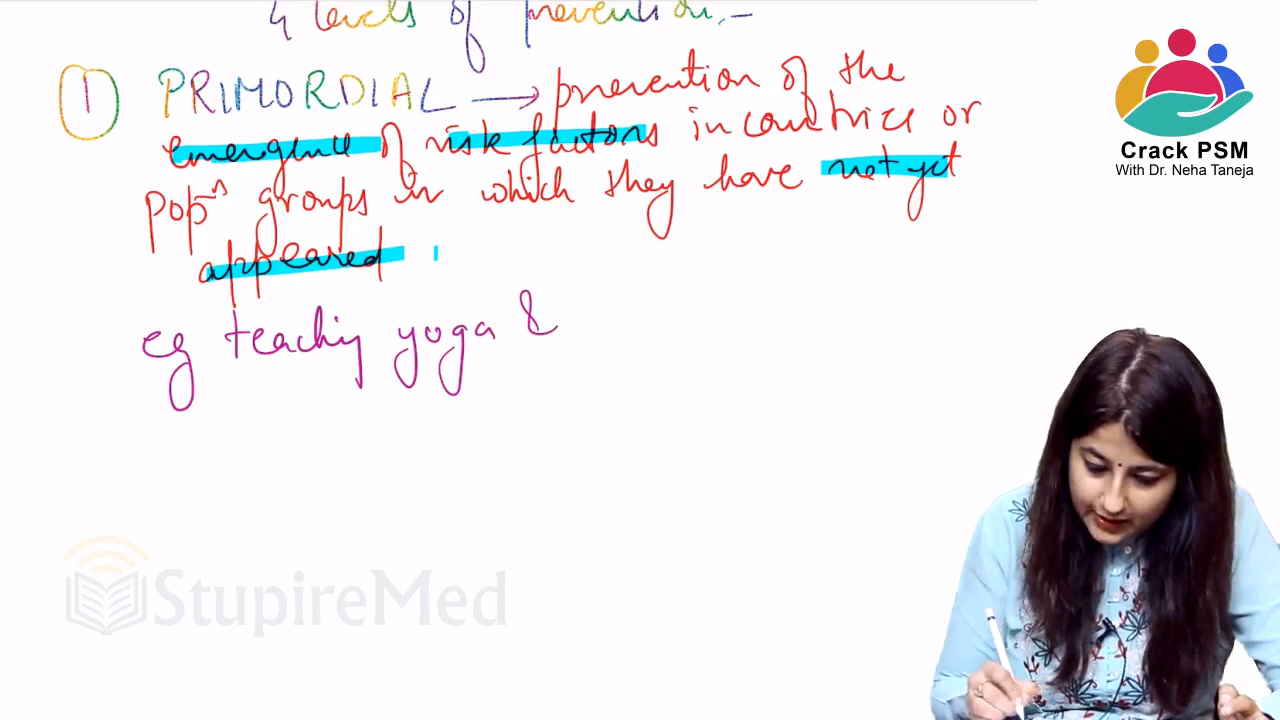 4 levels of prevention:-
① PRIMORDIAL → prevention of the
emergence of risk factors in countries or
popⁿˢ groups in which they have not yet
appeared
eg teaching yoga &
Crack PSM
With Dr. Neha Taneja
StupireMed